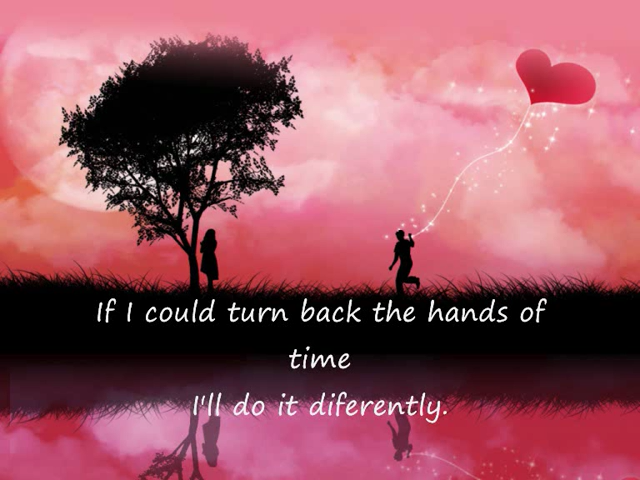 If I could turn back the hands of
time
I'll do it diferently.